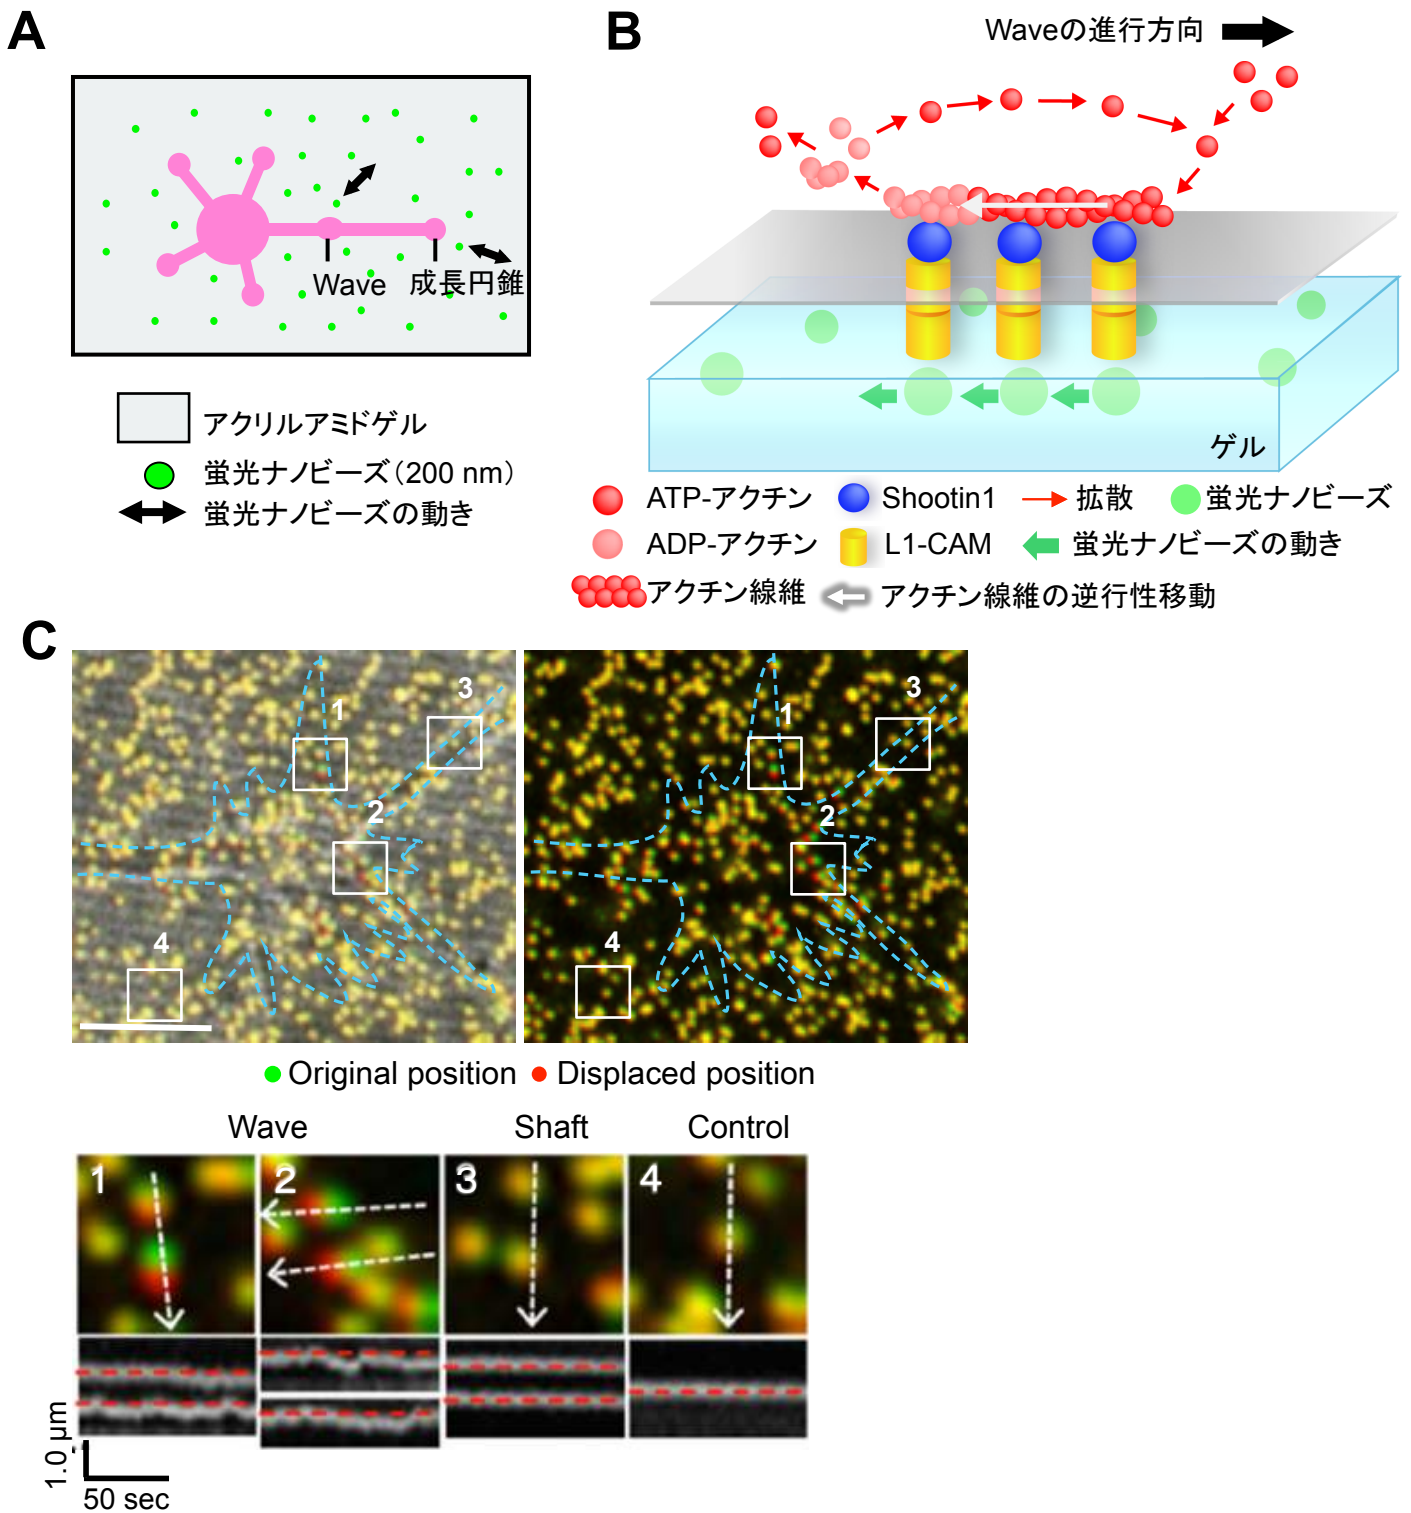 A
Wave
成長円錐
アクリルアミドゲル
蛍光ナノビーズ（200 nm）
蛍光ナノビーズの動き
B
Waveの進行方向
ゲル
ATP-アクチン
Shootin1
拡散
蛍光ナノビーズ
ADP-アクチン
L1-CAM
蛍光ナノビーズの動き
アクチン線維
アクチン線維の逆行性移動
C
1
2
3
4
1
2
3
4
Original position
Displaced position
Wave
Shaft
Control
1
2
3
4
1.0 μm
50 sec